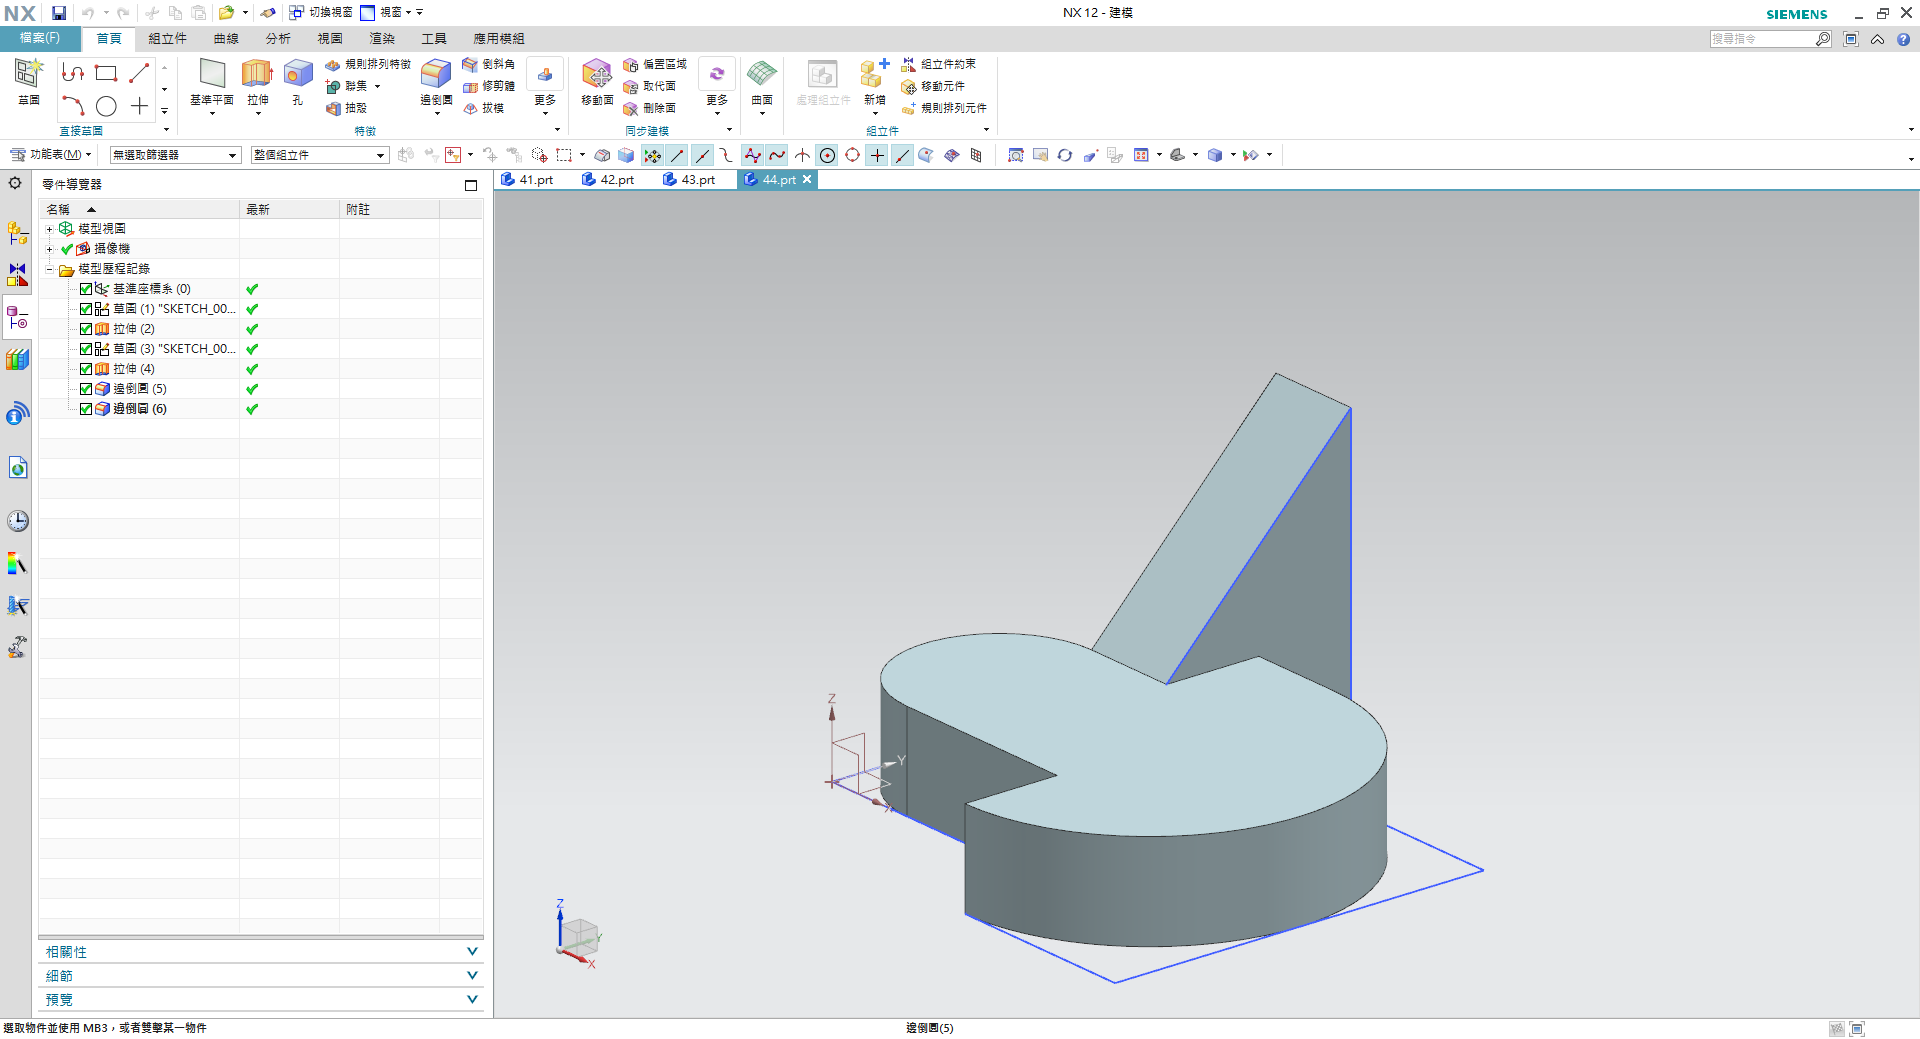 NX 切換視窗 視窗 NX 12 - 建模 SIEMENS
檔案(F) 首頁 組立件 曲線 分析 視圖 渲染 工具 應用模組 搜尋指令
草圖 直接草圖
基準平面 拉伸 孔 規則排列特徵 聯集 抽殼 邊倒圓 倒斜角 修剪體 拔模 更多 特徵
移動面 偏置區域 取代面 刪除面 更多 同步建模
曲面
處理組立件 新增 組立件約束 移動元件 規則排列元件 組立件
功能表(M) 無選取篩選器 整個組立件
零件導覽器
41.prt 42.prt 43.prt 44.prt
名稱 最新 附註
模型視圖
攝像機
模型歷程記錄
基準座標系 (0)
草圖 (1) "SKETCH_00...
拉伸 (2)
草圖 (3) "SKETCH_00...
拉伸 (4)
邊倒圓 (5)
邊倒圓 (6)
Z
Y
X
Z
Y
X
相關性
細節
預覽
選取物件並使用 MB3，或者雙擊某一物件 邊倒圓(5)